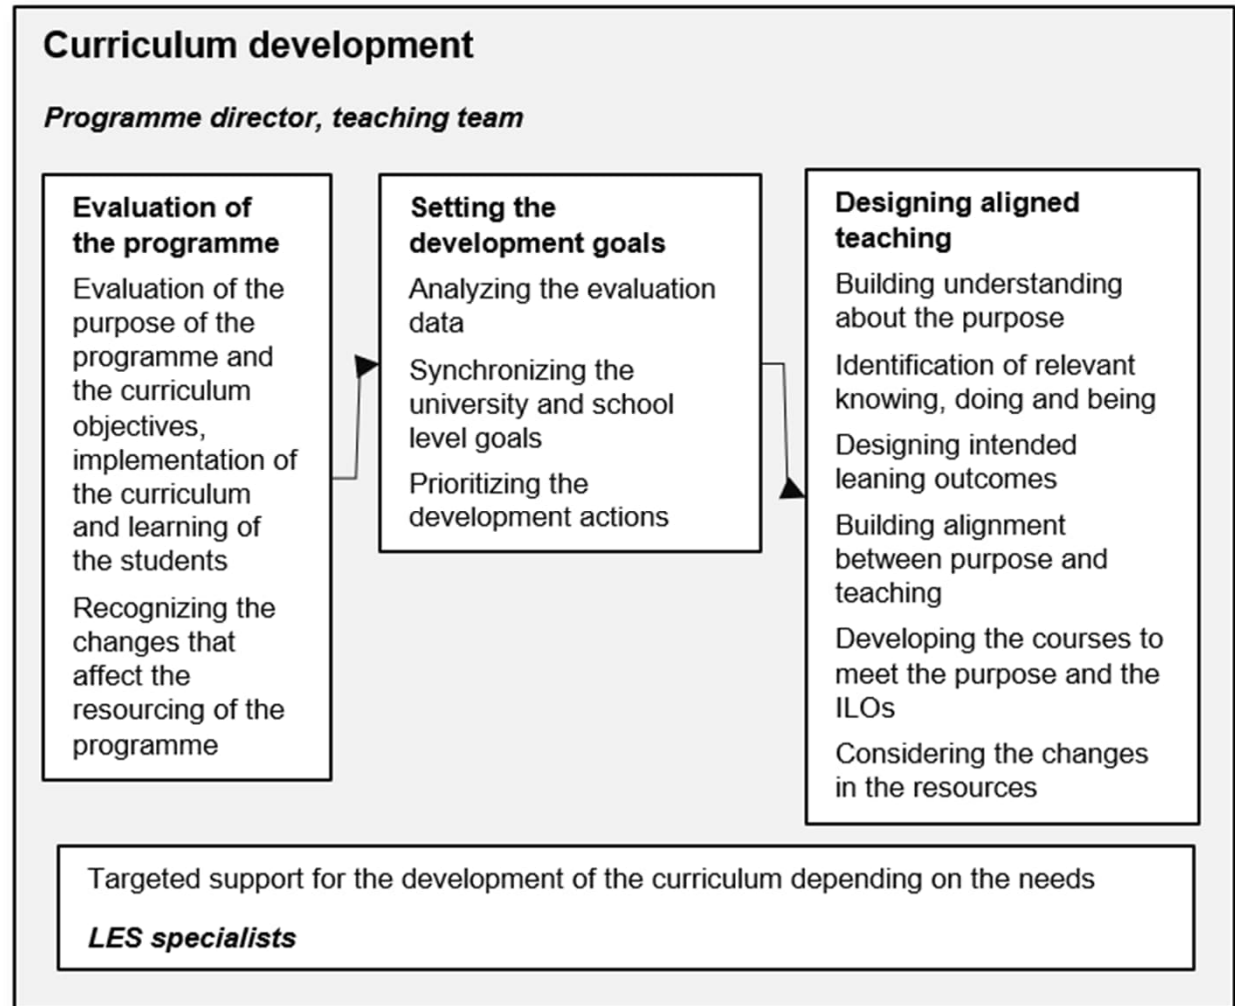 Curriculum development
Programme director, teaching team
Evaluation of
the programme
Evaluation of the
purpose of the
programme and
the curriculum
objectives,
implementation of
the curriculum
and learning of
the students
Recognizing the
changes that
affect the
resourcing of the
programme
Setting the
development goals
Analyzing the evaluation
data
Synchronizing the
university and school
level goals
Prioritizing the
development actions
Designing aligned
teaching
Building understanding
about the purpose
Identification of relevant
knowing, doing and being
Designing intended
leaning outcomes
Building alignment
between purpose and
teaching
Developing the courses to
meet the purpose and the
ILOs
Considering the changes
in the resources
Targeted support for the development of the curriculum depending on the needs
LES specialists